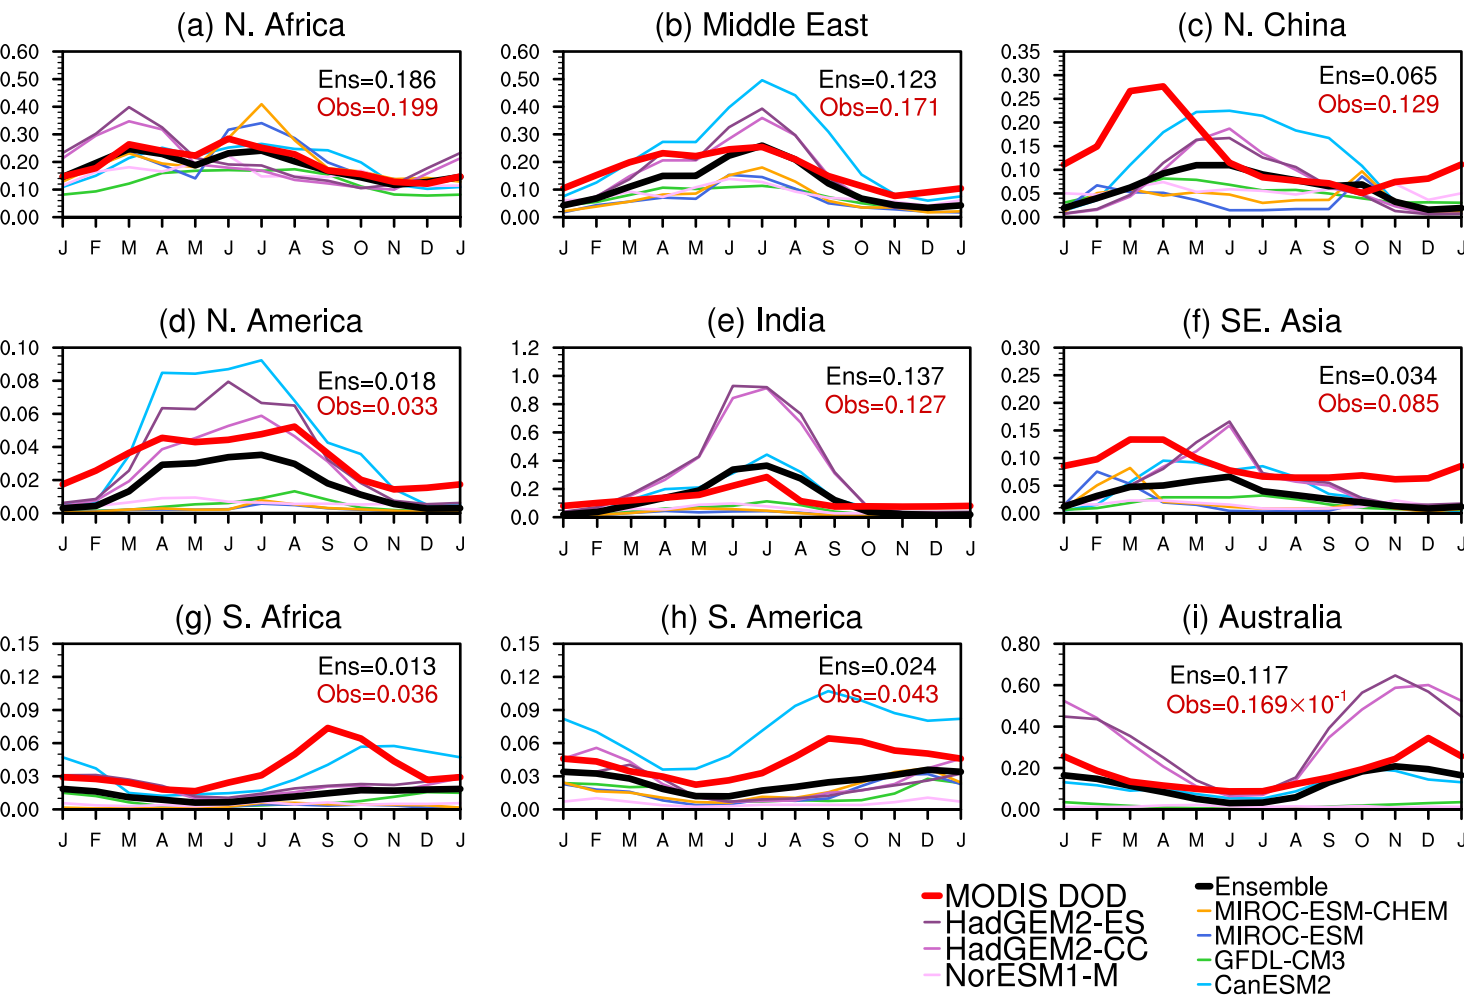 (a) N. Africa
0.60
0.50
0.40
0.30
0.20
0.10
0.00
Ens=0.186
Obs=0.199
J F M A M J J A S O N D J
(b) Middle East
0.60
0.50
0.40
0.30
0.20
0.10
0.00
Ens=0.123
Obs=0.171
J F M A M J J A S O N D J
(c) N. China
0.35
0.30
0.25
0.20
0.15
0.10
0.05
0.00
Ens=0.065
Obs=0.129
J F M A M J J A S O N D J
(d) N. America
0.10
0.08
0.06
0.04
0.02
0.00
Ens=0.018
Obs=0.033
J F M A M J J A S O N D J
(e) India
1.2
1.0
0.8
0.6
0.4
0.2
0.0
Ens=0.137
Obs=0.127
J F M A M J J A S O N D J
(f) SE. Asia
0.30
0.25
0.20
0.15
0.10
0.05
0.00
Ens=0.034
Obs=0.085
J F M A M J J A S O N D J
(g) S. Africa
0.15
0.12
0.09
0.06
0.03
0.00
Ens=0.013
Obs=0.036
J F M A M J J A S O N D J
(h) S. America
0.15
0.12
0.09
0.06
0.03
0.00
Ens=0.024
Obs=0.043
J F M A M J J A S O N D J
(i) Australia
0.80
0.60
0.40
0.20
0.00
Ens=0.117
Obs=0.169×10⁻¹
J F M A M J J A S O N D J
MODIS DOD
HadGEM2-ES
HadGEM2-CC
NorESM1-M
Ensemble
MIROC-ESM-CHEM
MIROC-ESM
GFDL-CM3
CanESM2